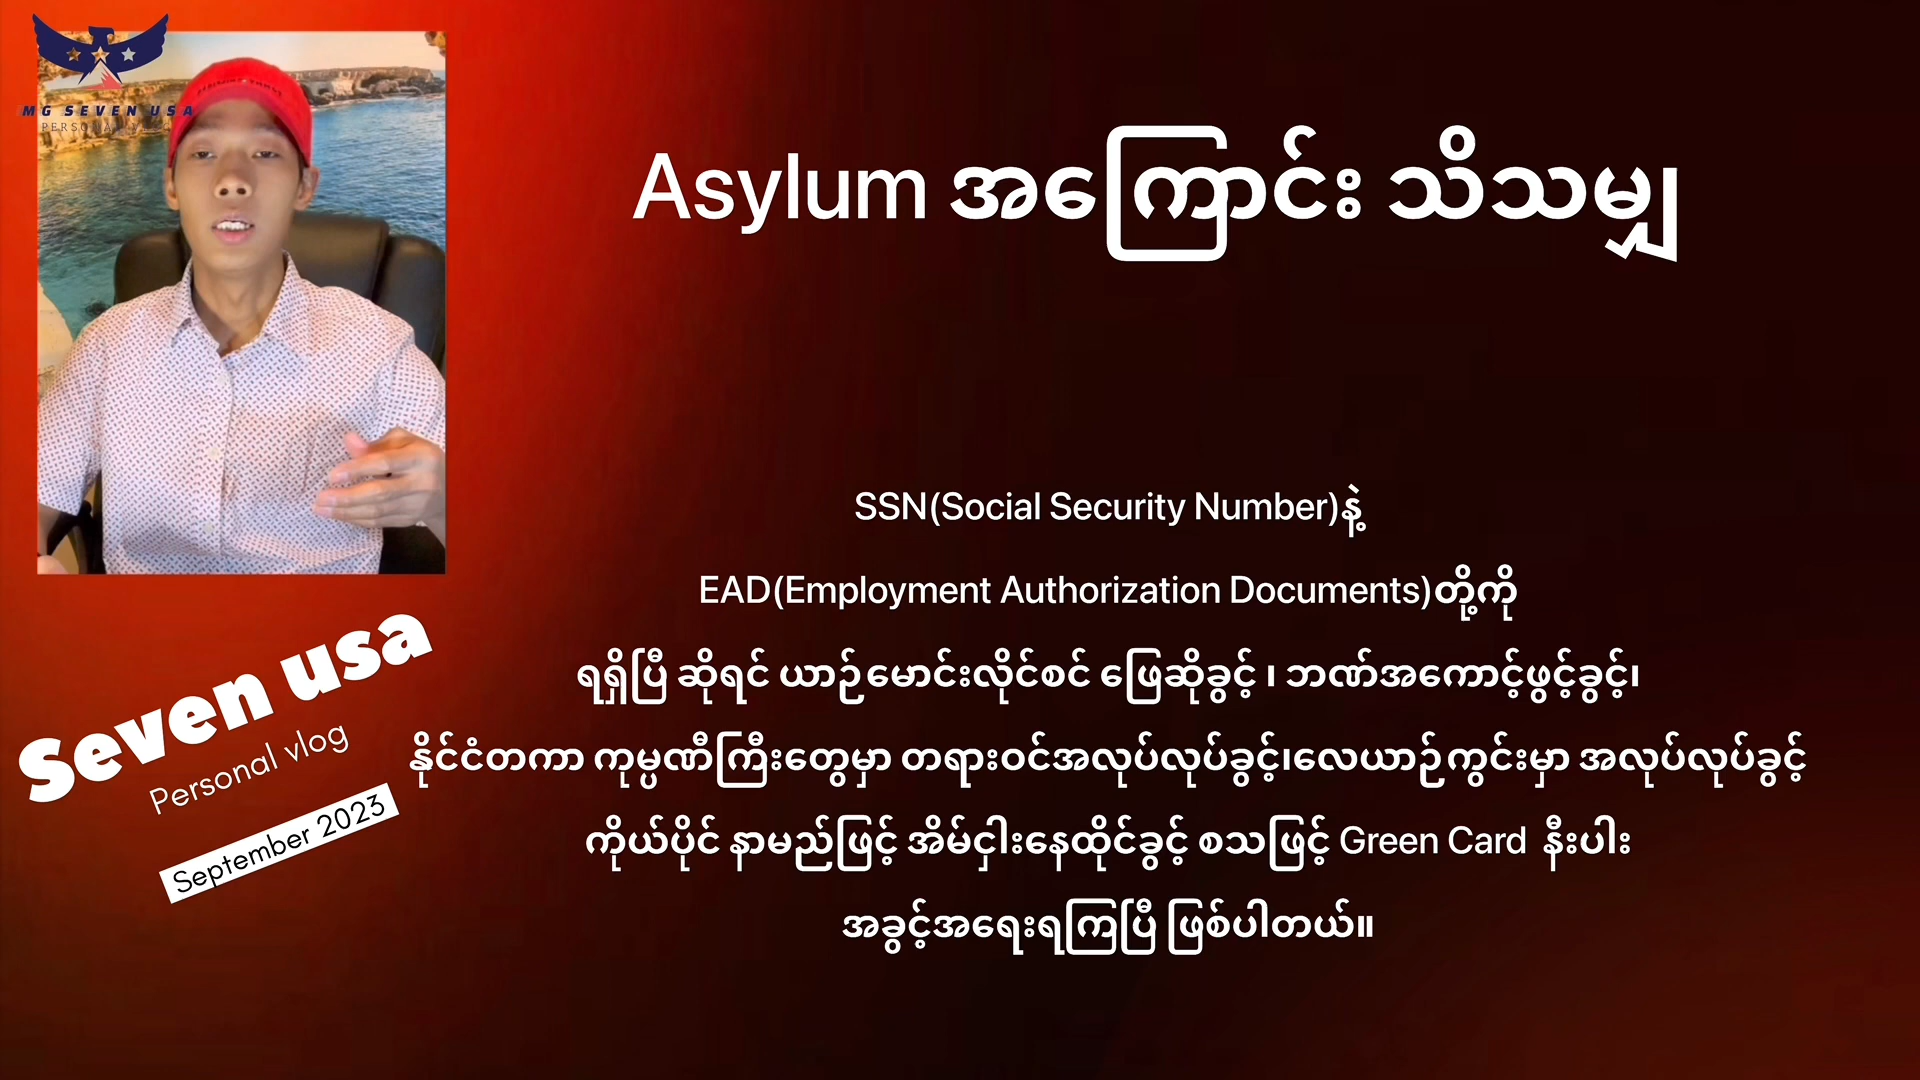 MG SEVEN USA
Asylum အကြောင်း သိသမျှ
SSN(Social Security Number)နဲ့
EAD(Employment Authorization Documents)တို့ကို
ရရှိပြီ ဆိုရင် ယာဉ်မောင်းလိုင်စင် ဖြေဆိုခွင့် ၊ ဘဏ်အကောင့်ဖွင့်ခွင့်၊
နိုင်ငံတကာ ကုမ္ပဏီကြီးတွေမှာ တရားဝင်အလုပ်လုပ်ခွင့်၊လေယာဉ်ကွင်းမှာ အလုပ်လုပ်ခွင့်
ကိုယ်ပိုင် နာမည်ဖြင့် အိမ်ငှါးနေထိုင်ခွင့် စသဖြင့် Green Card နီးပါး
အခွင့်အရေးရကြပြီ ဖြစ်ပါတယ်။
Seven usa
Personal vlog
September 2023